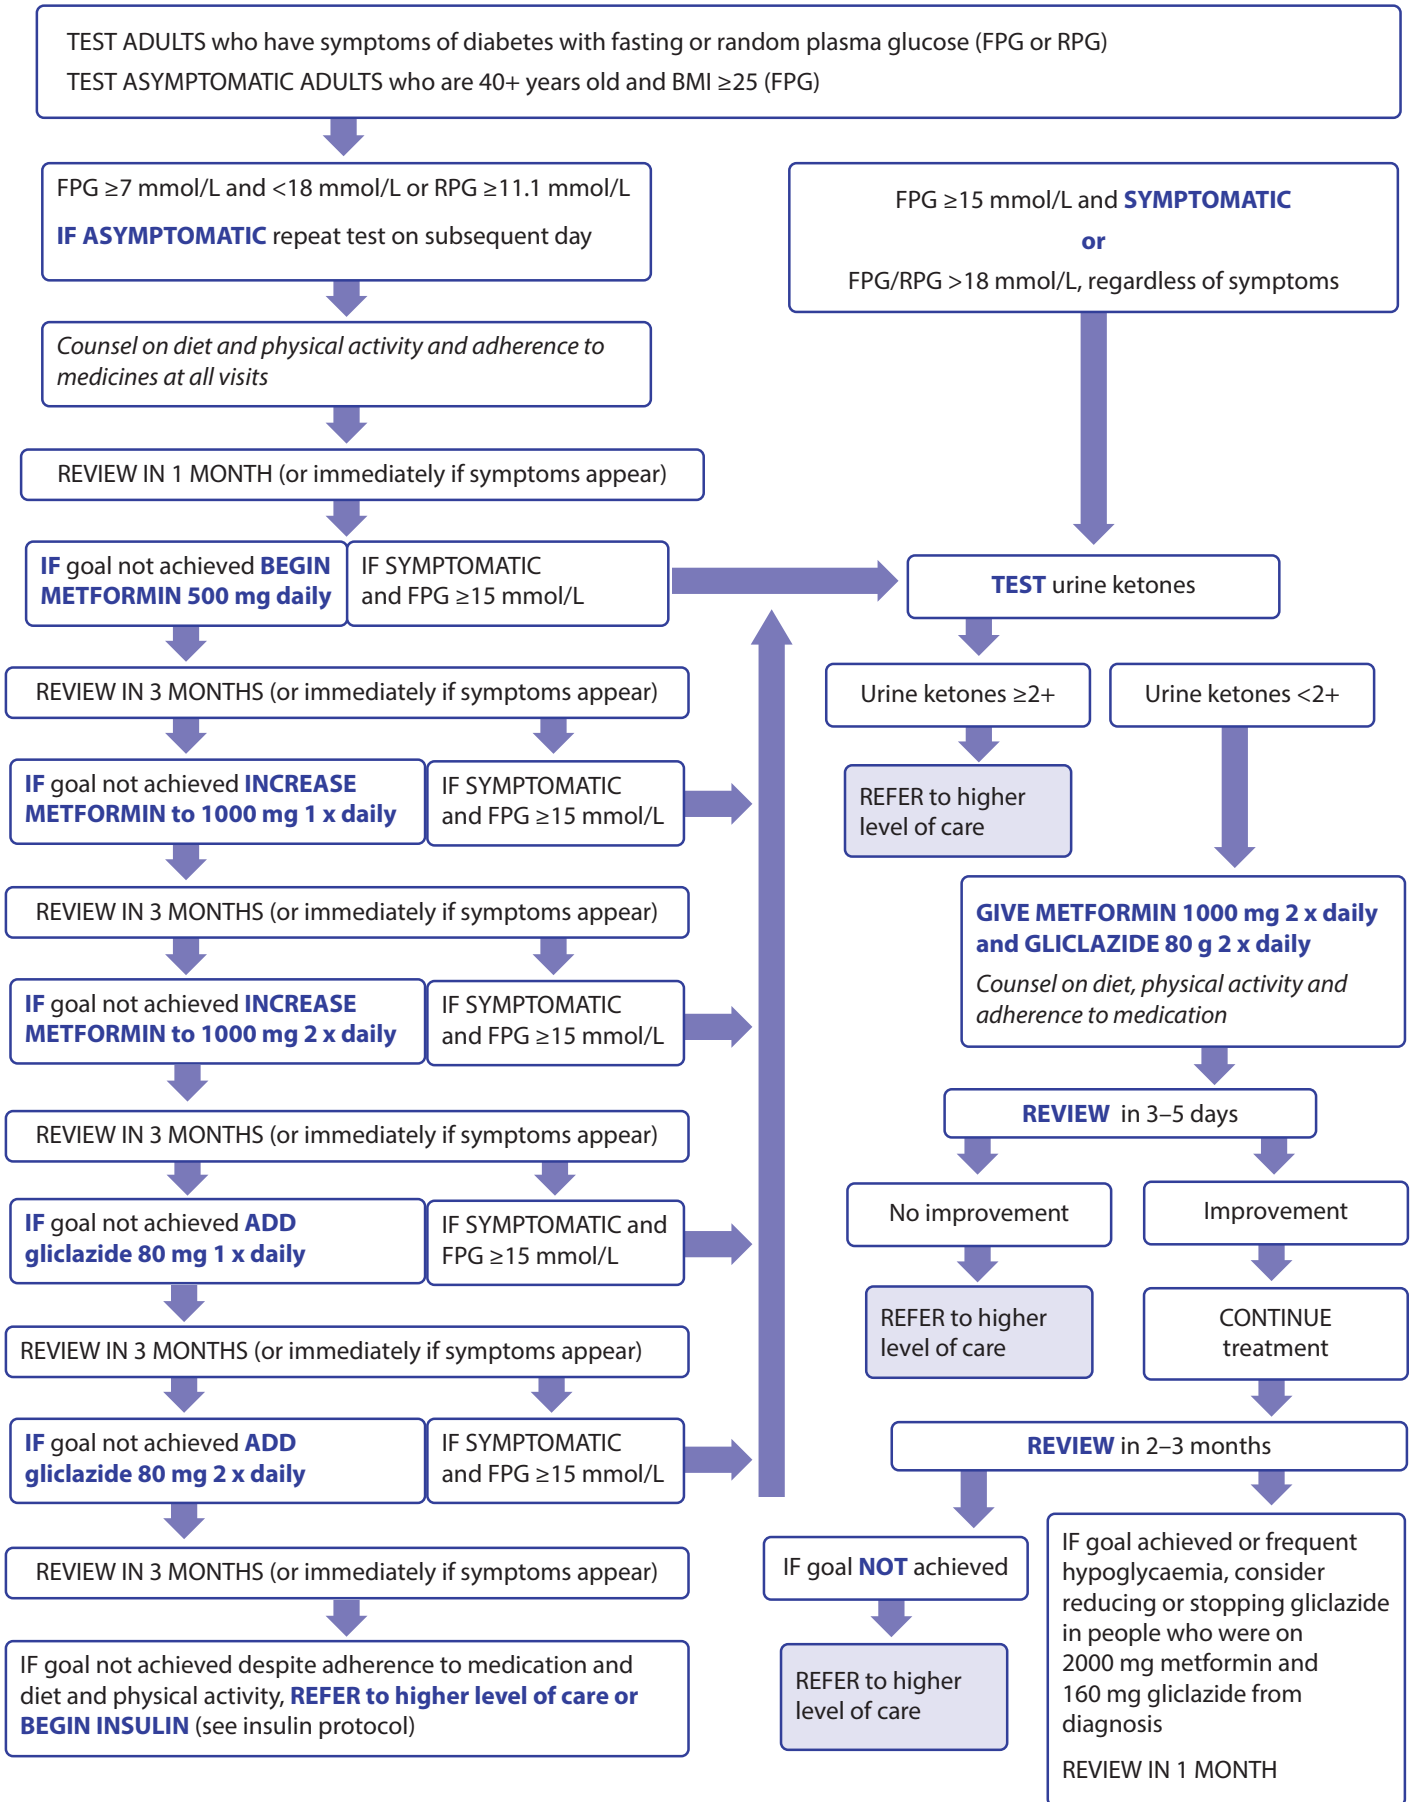 TEST ADULTS who have symptoms of diabetes with fasting or random plasma glucose (FPG or RPG)
TEST ASYMPTOMATIC ADULTS who are 40+ years old and BMI ≥25 (FPG)
FPG ≥7 mmol/L and <18 mmol/L or RPG ≥11.1 mmol/L
IF ASYMPTOMATIC repeat test on subsequent day
Counsel on diet and physical activity and adherence to
medicines at all visits
REVIEW IN 1 MONTH (or immediately if symptoms appear)
IF goal not achieved BEGIN
METFORMIN 500 mg daily
IF SYMPTOMATIC
and FPG ≥15 mmol/L
REVIEW IN 3 MONTHS (or immediately if symptoms appear)
IF goal not achieved INCREASE
METFORMIN to 1000 mg 1 x daily
IF SYMPTOMATIC
and FPG ≥15 mmol/L
REVIEW IN 3 MONTHS (or immediately if symptoms appear)
IF goal not achieved INCREASE
METFORMIN to 1000 mg 2 x daily
IF SYMPTOMATIC
and FPG ≥15 mmol/L
REVIEW IN 3 MONTHS (or immediately if symptoms appear)
IF goal not achieved ADD
gliclazide 80 mg 1 x daily
IF SYMPTOMATIC and
FPG ≥15 mmol/L
REVIEW IN 3 MONTHS (or immediately if symptoms appear)
IF goal not achieved ADD
gliclazide 80 mg 2 x daily
IF SYMPTOMATIC
and FPG ≥15 mmol/L
REVIEW IN 3 MONTHS (or immediately if symptoms appear)
IF goal not achieved despite adherence to medication and
diet and physical activity, REFER to higher level of care or
BEGIN INSULIN (see insulin protocol)
FPG ≥15 mmol/L and SYMPTOMATIC
or
FPG/RPG >18 mmol/L, regardless of symptoms
TEST urine ketones
Urine ketones ≥2+
Urine ketones <2+
REFER to higher
level of care
GIVE METFORMIN 1000 mg 2 x daily
and GLICLAZIDE 80 g 2 x daily
Counsel on diet, physical activity and
adherence to medication
REVIEW in 3–5 days
No improvement
Improvement
REFER to higher
level of care
CONTINUE
treatment
REVIEW in 2–3 months
IF goal NOT achieved
REFER to higher
level of care
IF goal achieved or frequent
hypoglycaemia, consider
reducing or stopping gliclazide
in people who were on
2000 mg metformin and
160 mg gliclazide from
diagnosis
REVIEW IN 1 MONTH